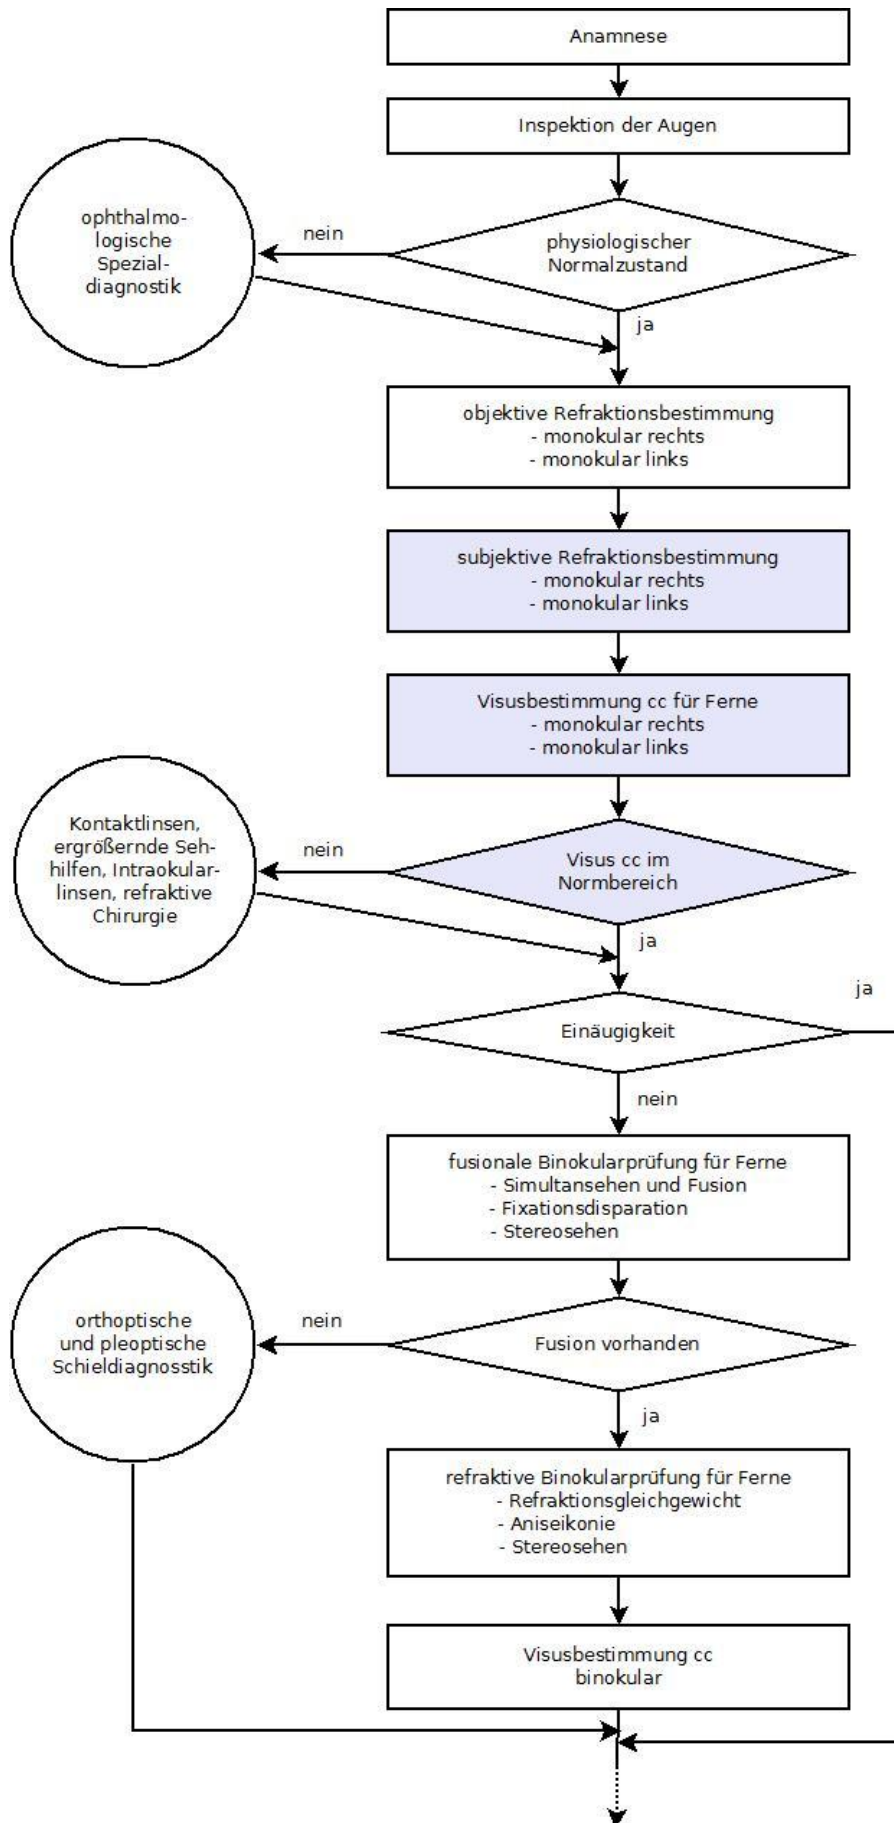 Anamnese
Inspektion der Augen
ophthalmo-
logische
Spezial-
diagnostik
nein
physiologischer
Normalzustand
ja
objektive Refraktionsbestimmung
- monokular rechts
- monokular links
subjektive Refraktionsbestimmung
- monokular rechts
- monokular links
Visusbestimmung cc für Ferne
- monokular rechts
- monokular links
Kontaktlinsen,
ergrößernde Seh-
hilfen, Intraokular-
linsen, refraktive
Chirurgie
nein
Visus cc im
Normbereich
ja
Einäugigkeit
ja
nein
fusionale Binokularprüfung für Ferne
- Simultansehen und Fusion
- Fixationsdisparation
- Stereosehen
orthoptische
und pleoptische
Schieldiagnosstik
nein
Fusion vorhanden
ja
refraktive Binokularprüfung für Ferne
- Refraktionsgleichgewicht
- Aniseikonie
- Stereosehen
Visusbestimmung cc
binokular